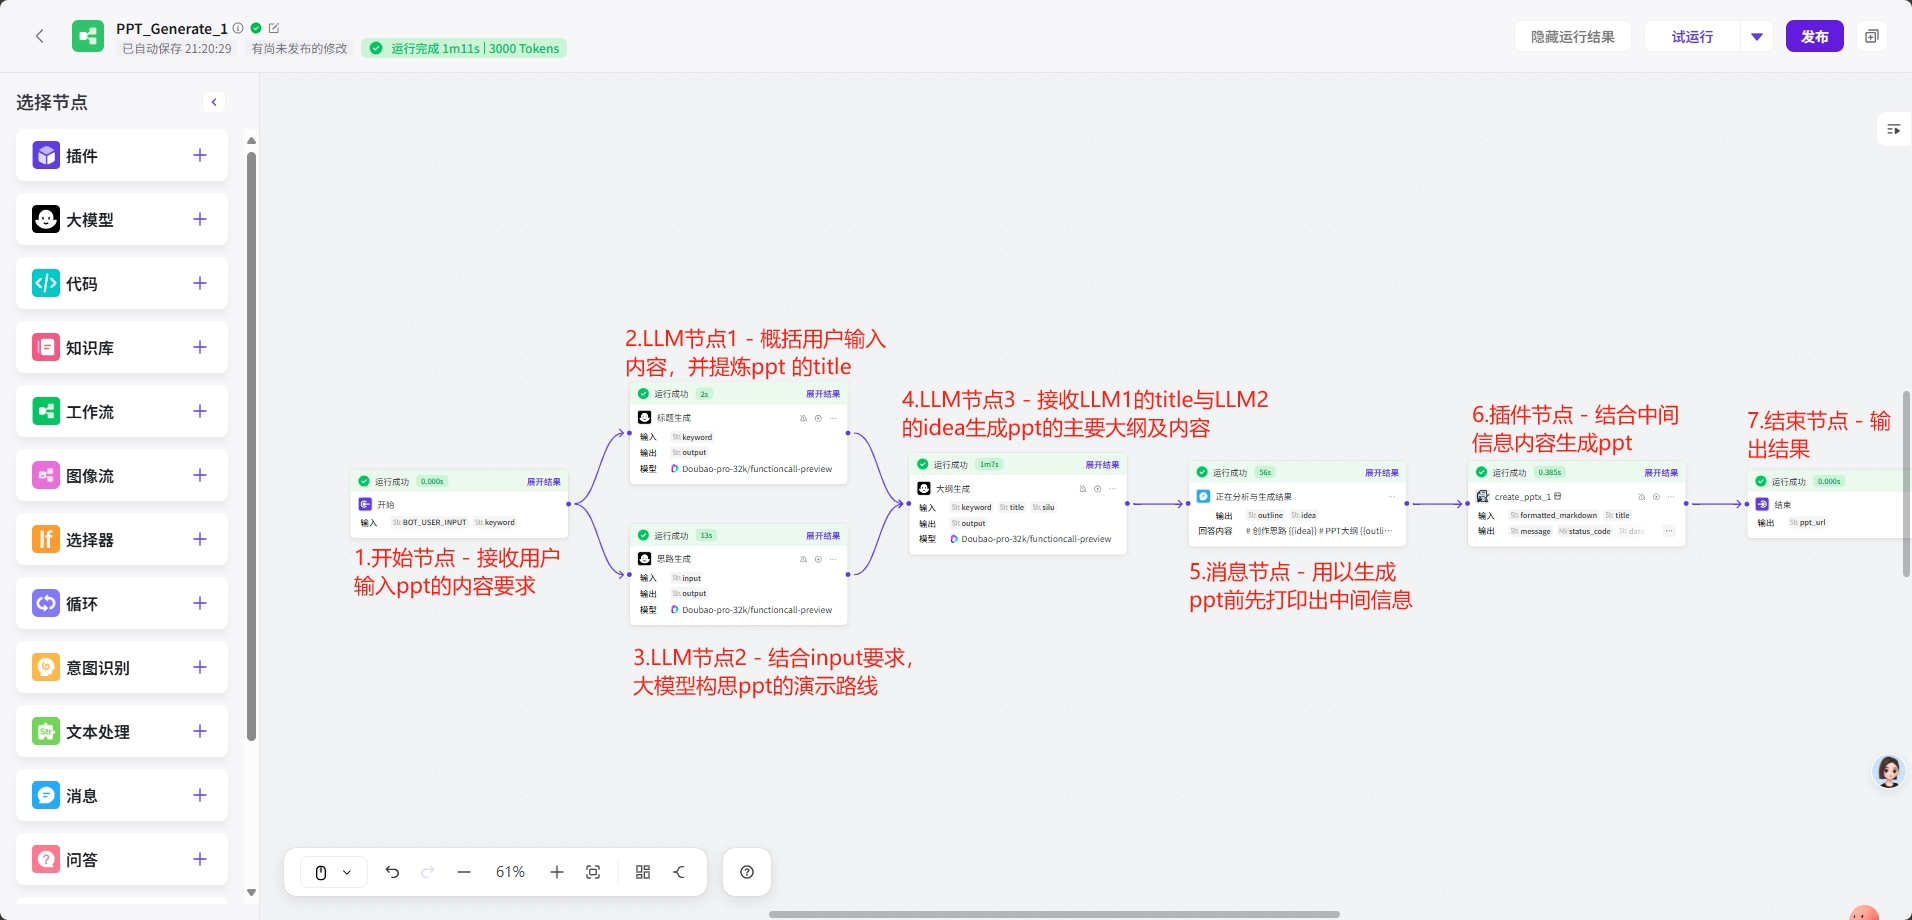 PPT_Generate_1
已自动保存 21:20:29 有尚未发布的修改 运行完成 1m11s | 3000 Tokens
隐藏运行结果 试运行 发布
选择节点
插件
大模型
代码
知识库
工作流
图像流
选择器
循环
意图识别
文本处理
消息
问答
2.LLM节点1 - 概括用户输入
内容，并提炼ppt 的title
运行成功 2s 展开结果
标题生成
输入 Str. keyword
输出 Str. output
模型 Doubao-pro-32k/functioncall-preview
运行成功 0.000s 展开结果
开始
输入 Str. BOT_USER_INPUT Str. keyword
1.开始节点 - 接收用户
输入ppt的内容要求
运行成功 13s 展开结果
思路生成
输入 Str. input
输出 Str. output
模型 Doubao-pro-32k/functioncall-preview
3.LLM节点2 - 结合input要求，
大模型构思ppt的演示路线
4.LLM节点3 - 接收LLM1的title与LLM2
的idea生成ppt的主要大纲及内容
运行成功 1m7s 展开结果
大纲生成
输入 Str. keyword Str. title Str. silu
输出 Str. output
模型 Doubao-pro-32k/functioncall-preview
运行成功 56s 展开结果
正在分析与生成结果
输出 Str. outline Str. idea
回答内容 # 创作思路 {{idea}} # PPT大纲 {{outli...
5.消息节点 - 用以生成
ppt前先打印出中间信息
6.插件节点 - 结合中间
信息内容生成ppt
运行成功 0.385s 展开结果
create_pptx_1
输入 Str. formatted_markdown Str. title
输出 Str. message status_code Str. data
7.结束节点 - 输
出结果
运行成功 0.000s
结束
输出 Str. ppt_url
61%